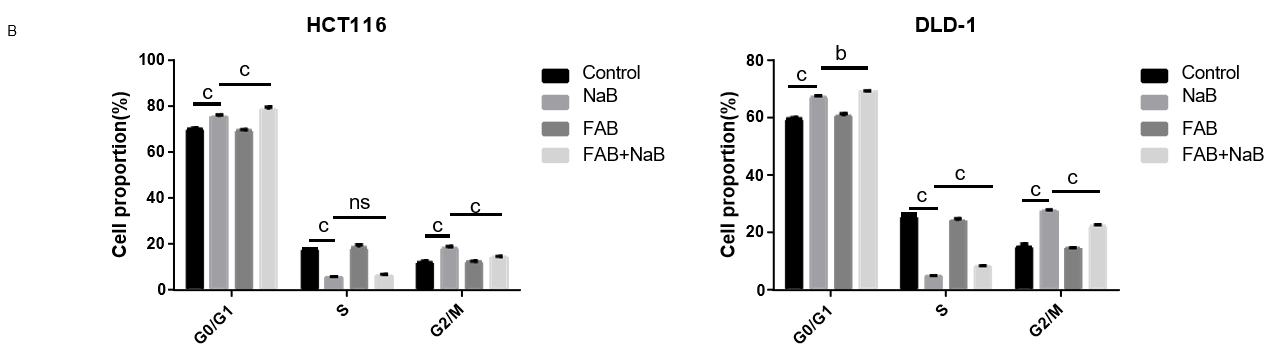 B
HCT116
Cell proportion(%)
100
80
60
40
20
0
c
c
c
ns
c
c
G0/G1
S
G2/M
Control
NaB
FAB
FAB+NaB
DLD-1
Cell proportion(%)
80
60
40
20
0
c
b
c
c
c
c
G0/G1
S
G2/M
Control
NaB
FAB
FAB+NaB